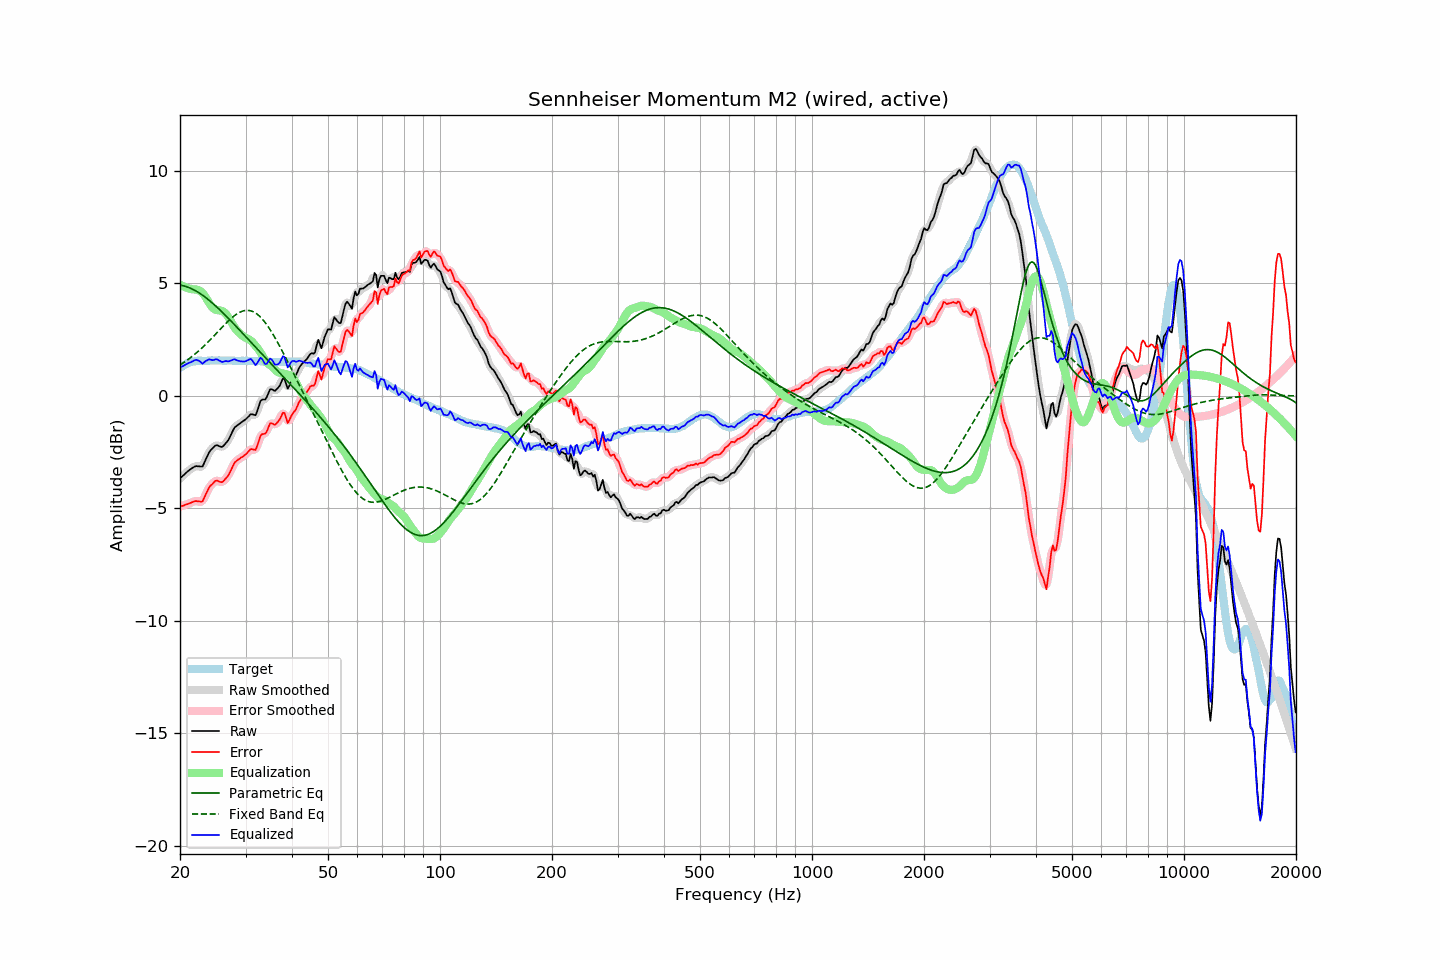 Sennheiser Momentum M2 (wired, active)
10
5
0
−5
−10
−15
−20
Amplitude (dBr)
Target
Raw Smoothed
Error Smoothed
Raw
Error
Equalization
Parametric Eq
Fixed Band Eq
Equalized
20 50 100 200 500 1000 2000 5000 10000 20000
Frequency (Hz)